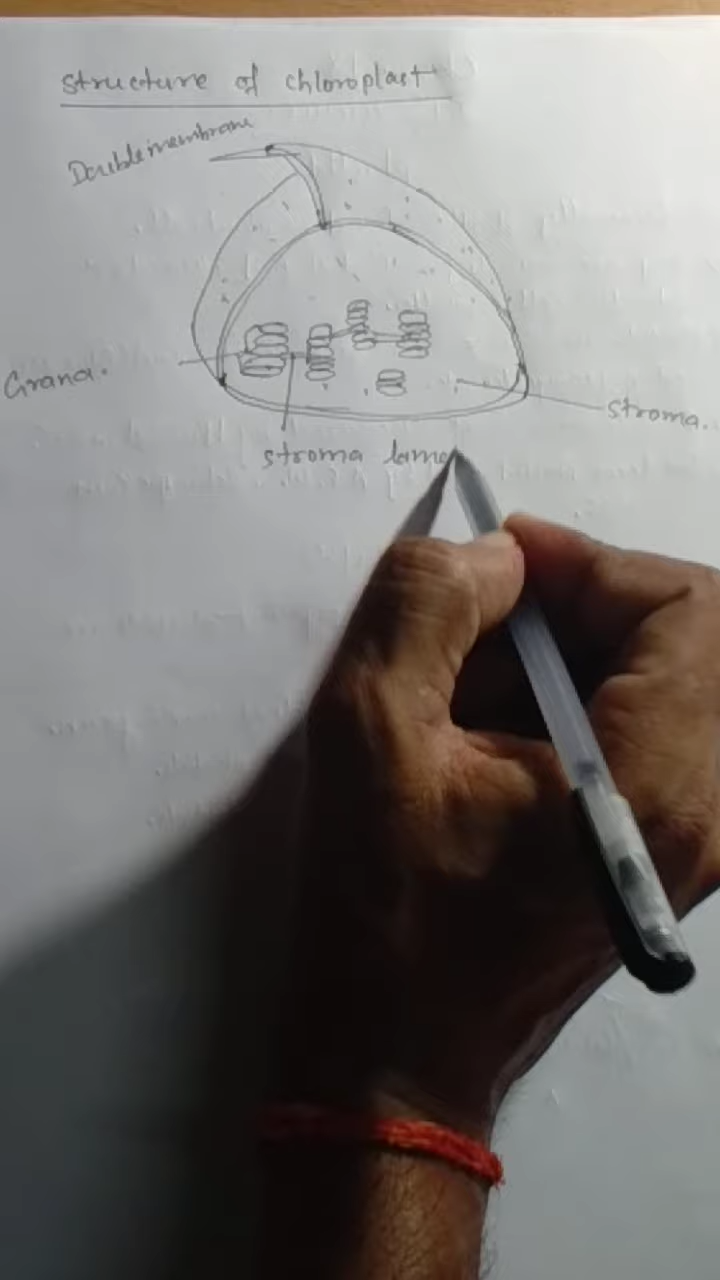 structure of chloroplast
Doublemembrane
Grana.
stroma.
stroma lame